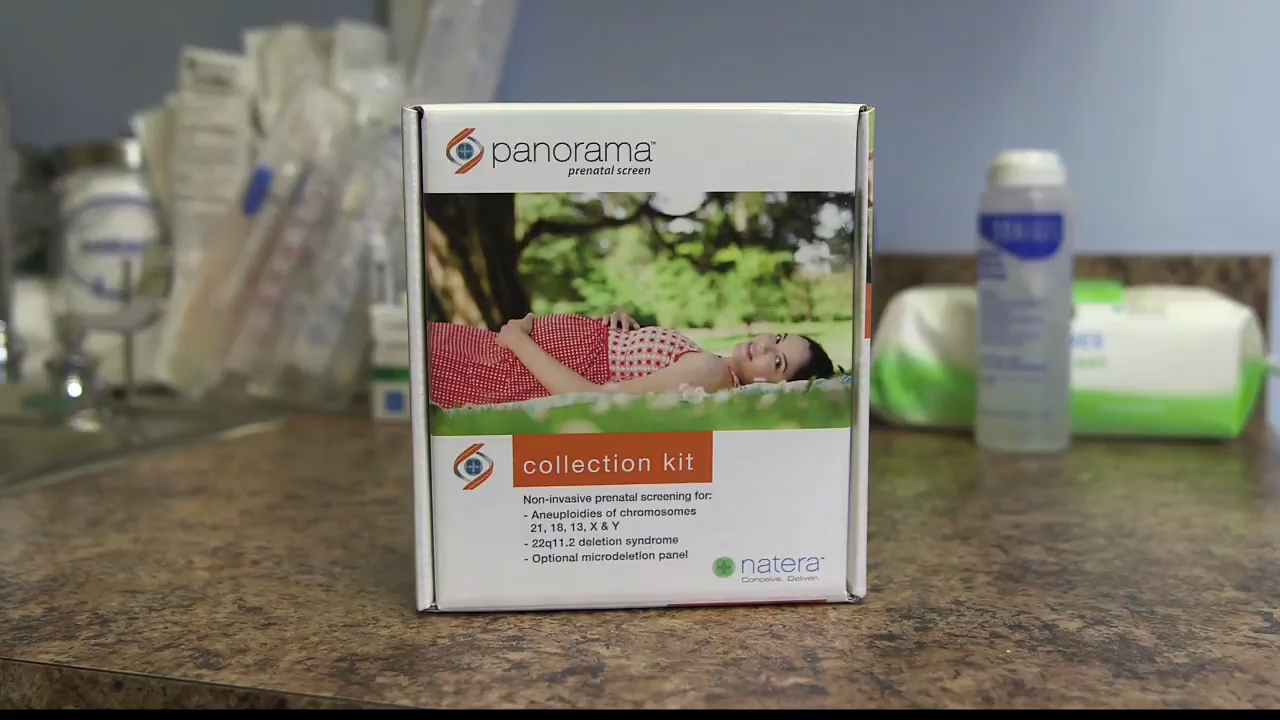 panorama™
prenatal screen
collection kit
Non-invasive prenatal screening for:
- Aneuploidies of chromosomes
21, 18, 13, X & Y
- 22q11.2 deletion syndrome
- Optional microdeletion panel
natera™
Conceive. Deliver.